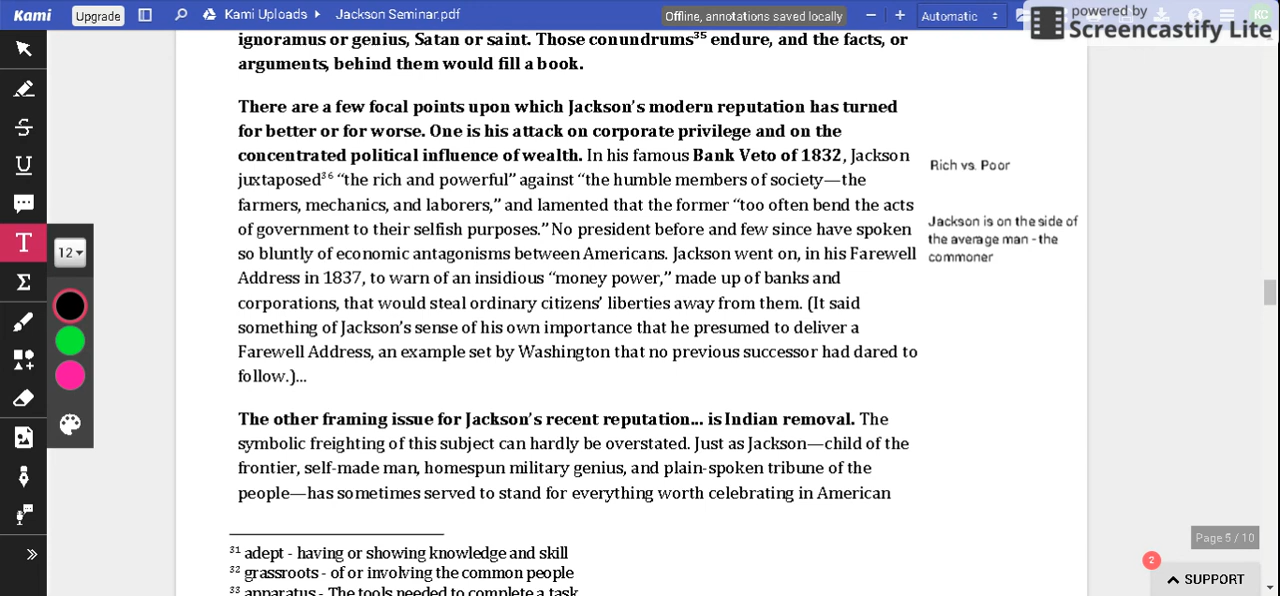 Kami
Upgrade
Kami Uploads
Jackson Seminar.pdf
Offline, annotations saved locally
Automatic
powered by
Screencastify Lite
ignoramus or genius, Satan or saint. Those conundrums³⁵ endure, and the facts, or
arguments, behind them would fill a book.
There are a few focal points upon which Jackson's modern reputation has turned
for better or for worse. One is his attack on corporate privilege and on the
concentrated political influence of wealth. In his famous Bank Veto of 1832, Jackson
juxtaposed³⁶ “the rich and powerful” against “the humble members of society—the
farmers, mechanics, and laborers,” and lamented that the former “too often bend the acts
of government to their selfish purposes.” No president before and few since have spoken
so bluntly of economic antagonisms between Americans. Jackson went on, in his Farewell
Address in 1837, to warn of an insidious “money power,” made up of banks and
corporations, that would steal ordinary citizens’ liberties away from them. (It said
something of Jackson’s sense of his own importance that he presumed to deliver a
Farewell Address, an example set by Washington that no previous successor had dared to
follow.)...
Rich vs. Poor
Jackson is on the side of
the average man - the
commoner
The other framing issue for Jackson’s recent reputation... is Indian removal. The
symbolic freighting of this subject can hardly be overstated. Just as Jackson—child of the
frontier, self-made man, homespun military genius, and plain-spoken tribune of the
people—has sometimes served to stand for everything worth celebrating in American
³¹ adept - having or showing knowledge and skill
³² grassroots - of or involving the common people
³³ apparatus - The tools needed to complete a task
12
Page 5 / 10
2
SUPPORT